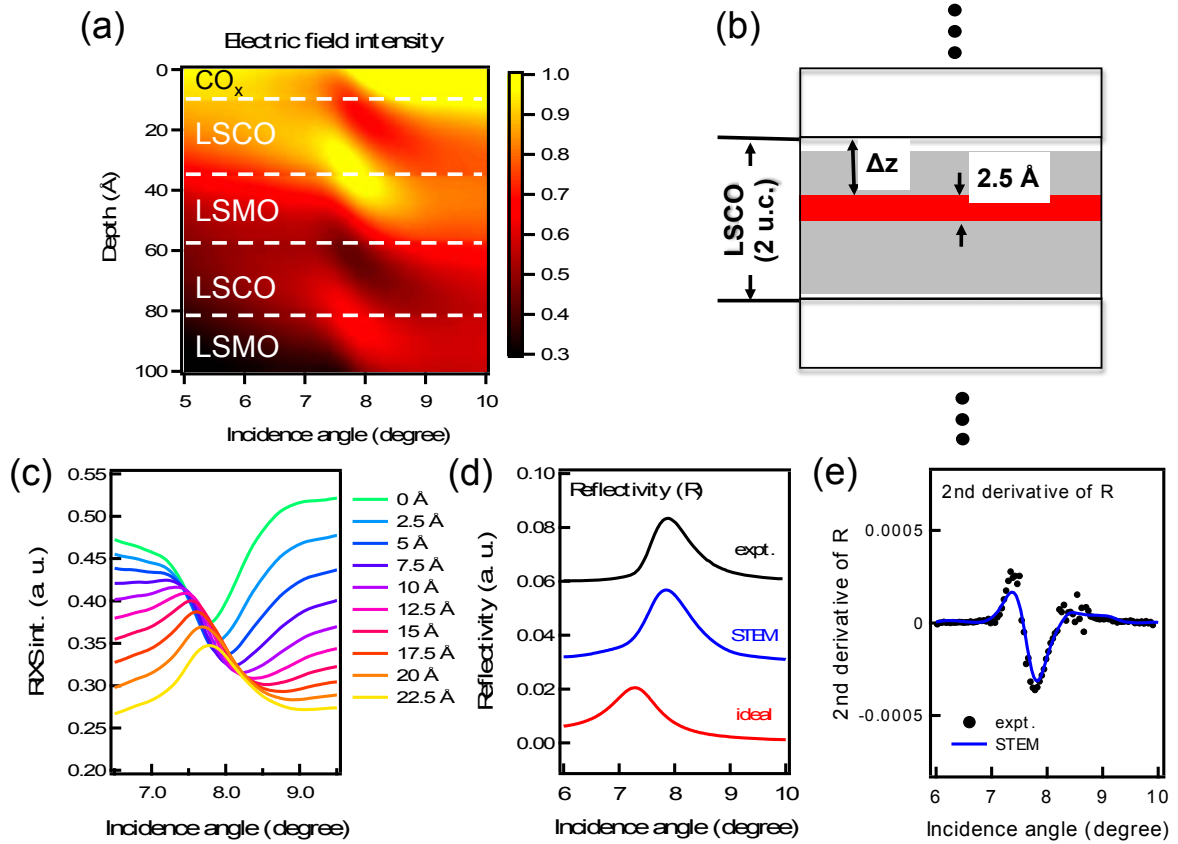 (a)
Electric field intensity
0
20
40
60
80
100
Depth (Å)
COx
LSCO
LSMO
LSCO
LSMO
5
6
7
8
9
10
Incidence angle (degree)
1.0
0.9
0.8
0.7
0.6
0.5
0.4
0.3
(b)
LSCO
(2 u.c.)
Δz
2.5 Å
(c)
0.55
0.50
0.45
0.40
0.35
0.30
0.25
0.20
RIXS int. (a. u.)
7.0
8.0
9.0
Incidence angle (degree)
0 Å
2.5 Å
5 Å
7.5 Å
10 Å
12.5 Å
15 Å
17.5 Å
20 Å
22.5 Å
(d)
Reflectivity (R)
0.10
0.08
0.06
0.04
0.02
0.00
Reflectivity (a. u.)
expt.
STEM
ideal
6
7
8
9
10
Incidence angle (degree)
(e)
2nd derivative of R
0.0005
0
-0.0005
2nd derivative of R
expt.
STEM
6
7
8
9
10
Incidence angle (degree)